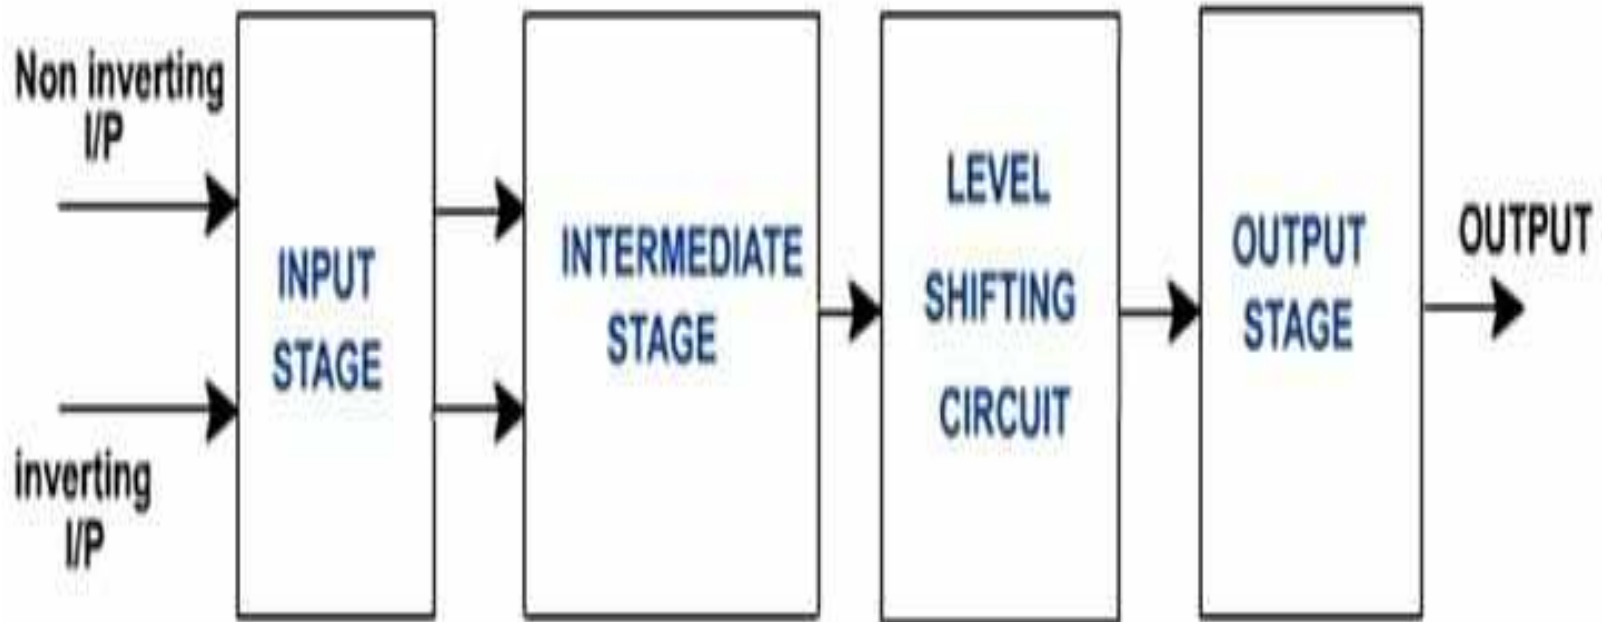 Non inverting
I/P
inverting
I/P
INPUT
STAGE
INTERMEDIATE
STAGE
LEVEL
SHIFTING
CIRCUIT
OUTPUT
STAGE
OUTPUT